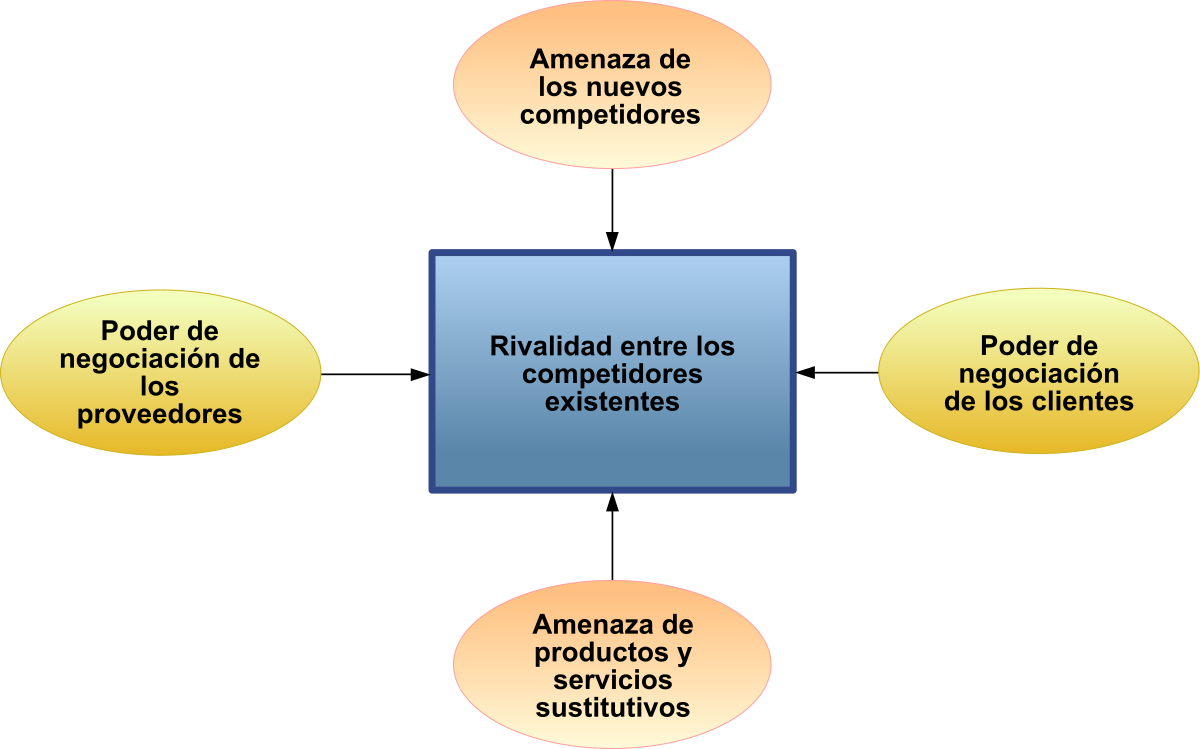 Amenaza de
los nuevos
competidores
Poder de
negociación de
los
proveedores
Rivalidad entre los
competidores
existentes
Poder de
negociación
de los clientes
Amenaza de
productos y
servicios
sustitutivos